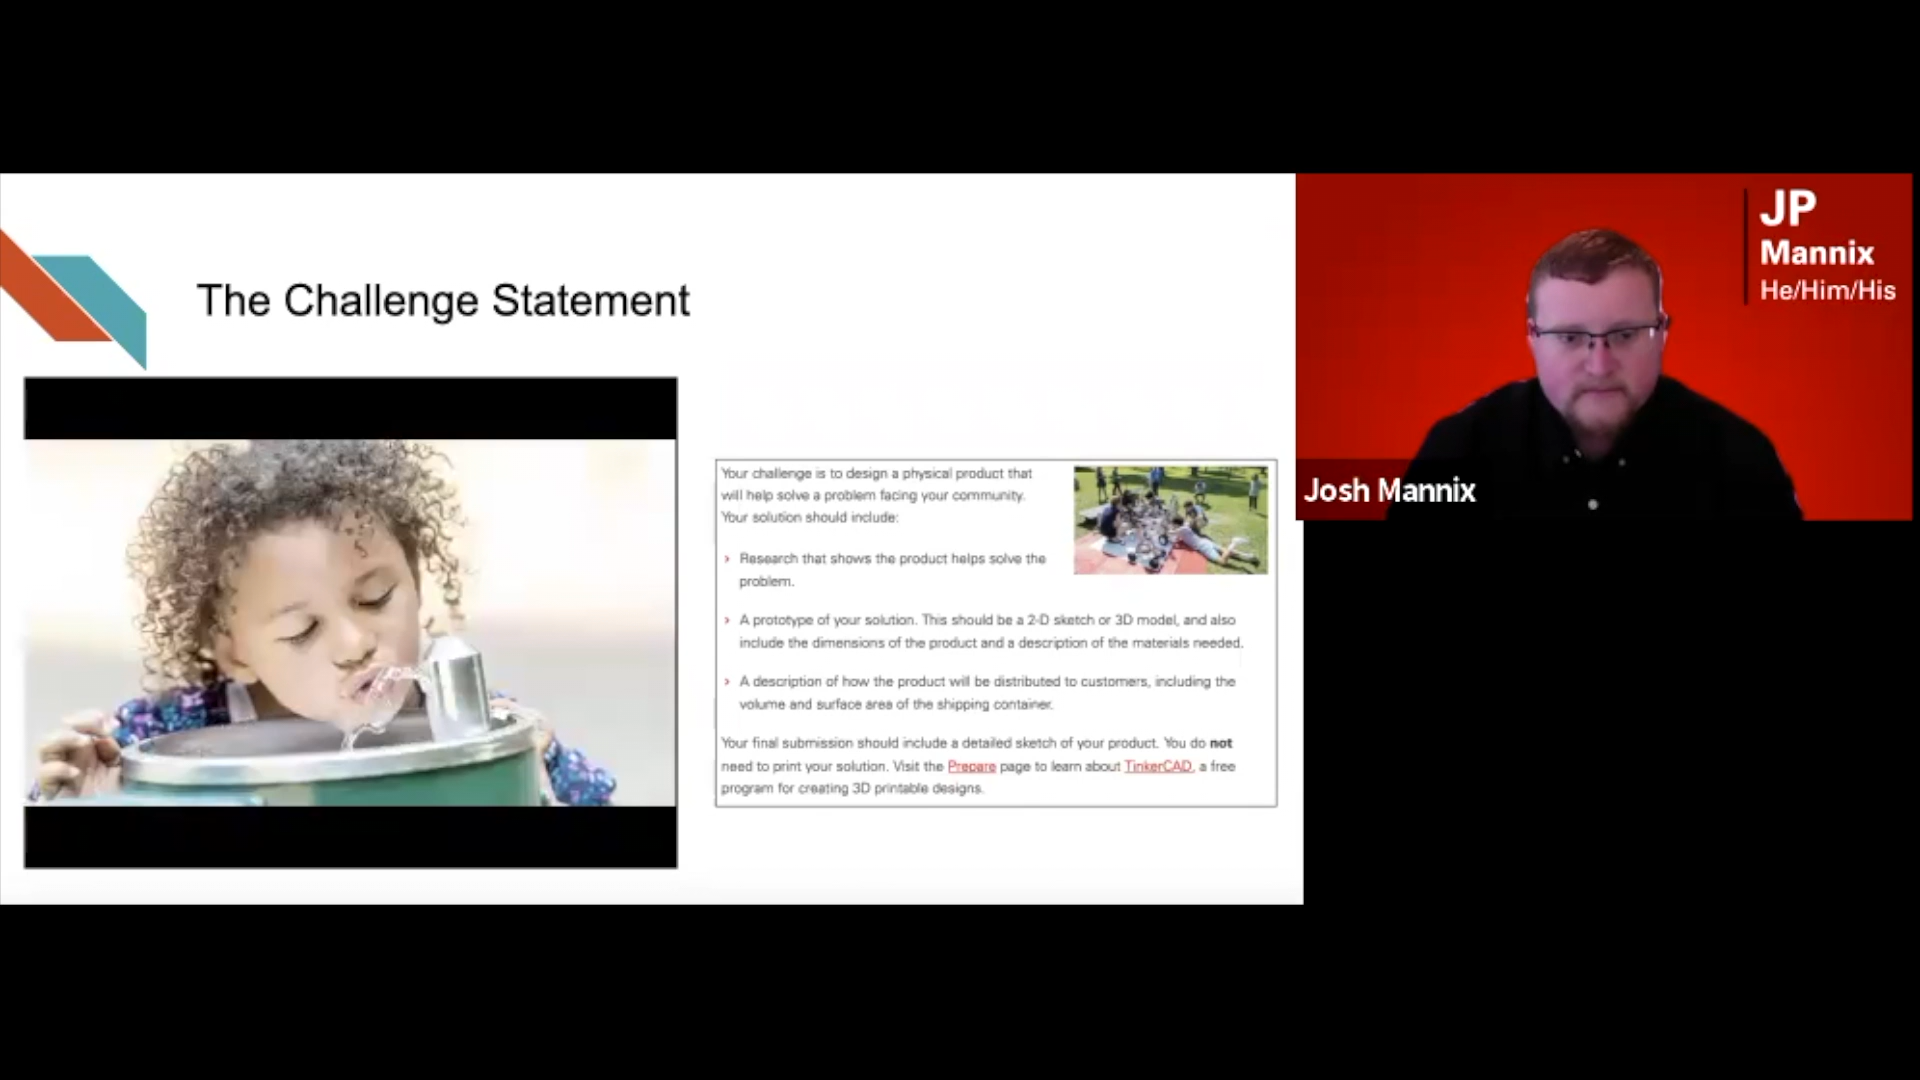 The Challenge Statement
Your challenge is to design a physical product that
will help solve a problem facing your community.
Your solution should include:
› Research that shows the product helps solve the
problem.
› A prototype of your solution. This should be a 2-D sketch or 3D model, and also
include the dimensions of the product and a description of the materials needed.
› A description of how the product will be distributed to customers, including the
volume and surface area of the shipping container.
Your final submission should include a detailed sketch of your product. You do not
need to print your solution. Visit the Prepare page to learn about TinkerCAD, a free
program for creating 3D printable designs.
JP
Mannix
He/Him/His
Josh Mannix